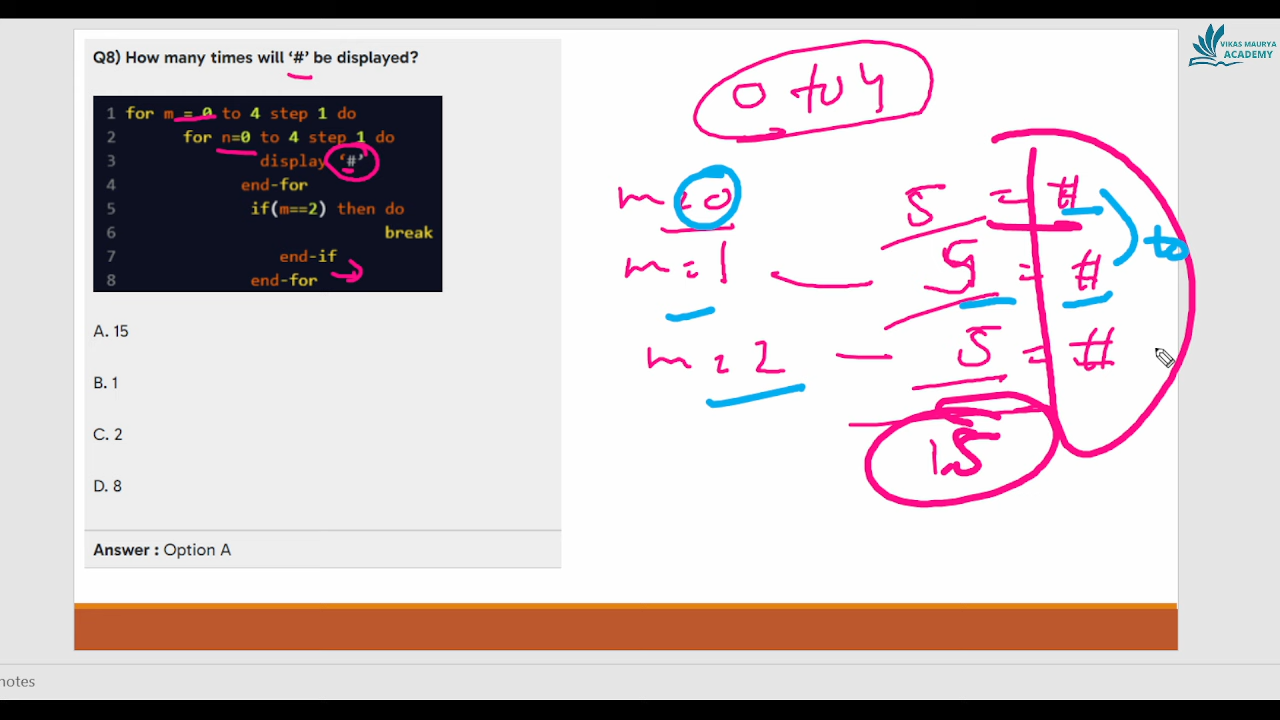 VIKAS MAURYA
ACADEMY
Q8) How many times will ‘#’ be displayed?
1 for m = 0 to 4 step 1 do
2 for n=0 to 4 step 1 do
3 display ‘#’
4 end-for
5 if(m==2) then do
6 break
7 end-if
8 end-for
A. 15
B. 1
C. 2
D. 8
Answer : Option A
0 to 4
m=0 5 = #
m=1 — 5 = #
to
m=2 — 5 = #
15
notes